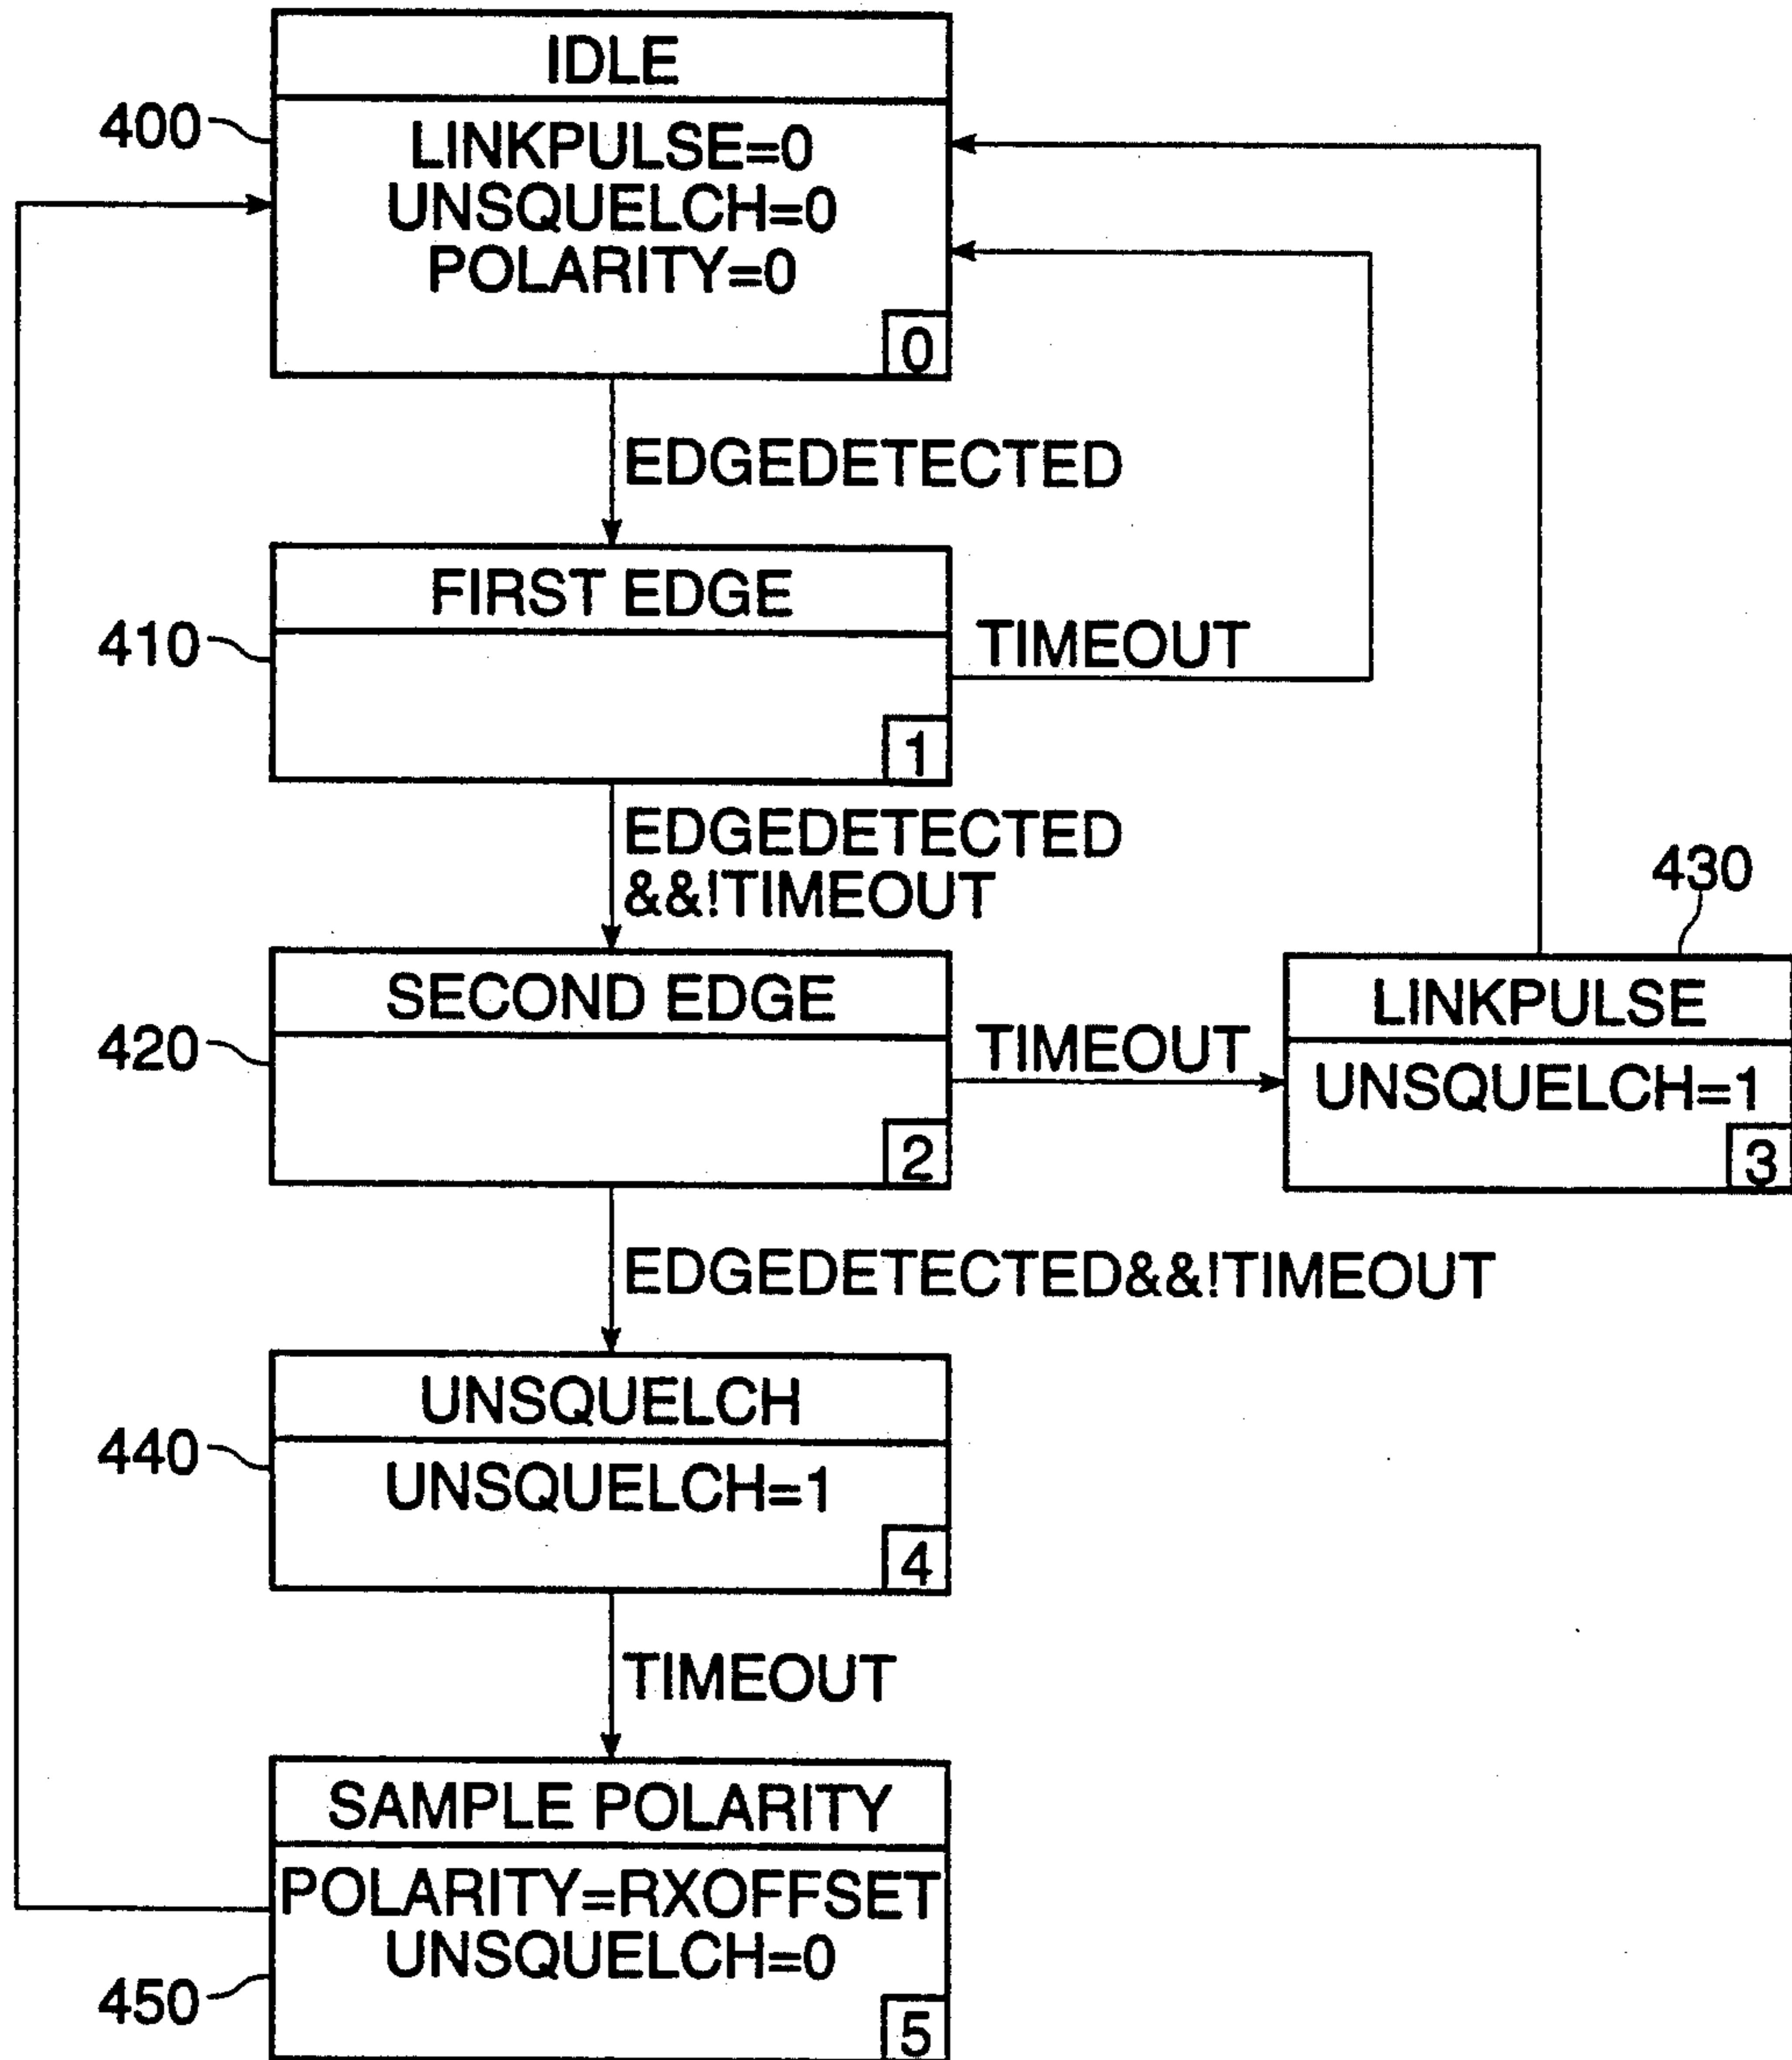 IDLE
400
LINKPULSE=0
UNSQUELCH=0
POLARITY=0
0
EDGEDETECTED
FIRST EDGE
410
TIMEOUT
1
EDGEDETECTED
&&!TIMEOUT
430
SECOND EDGE
LINKPULSE
420
TIMEOUT
UNSQUELCH=1
2
3
EDGEDETECTED&&!TIMEOUT
UNSQUELCH
440
UNSQUELCH=1
4
TIMEOUT
SAMPLE POLARITY
POLARITY=RXOFFSET
UNSQUELCH=0
450
5